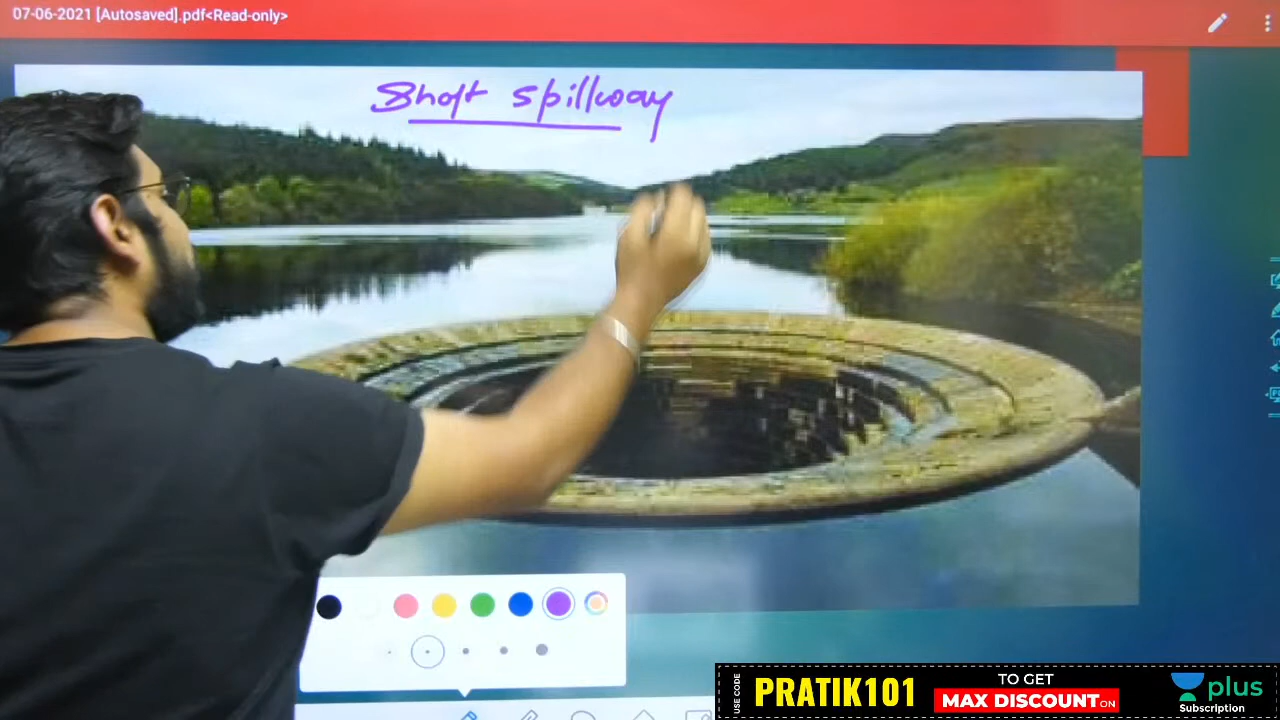 07-06-2021 [Autosaved].pdf<Read-only>
Shaft spillway
USE CODE
PRATIK101
TO GET
MAX DISCOUNT ON
plus
Subscription